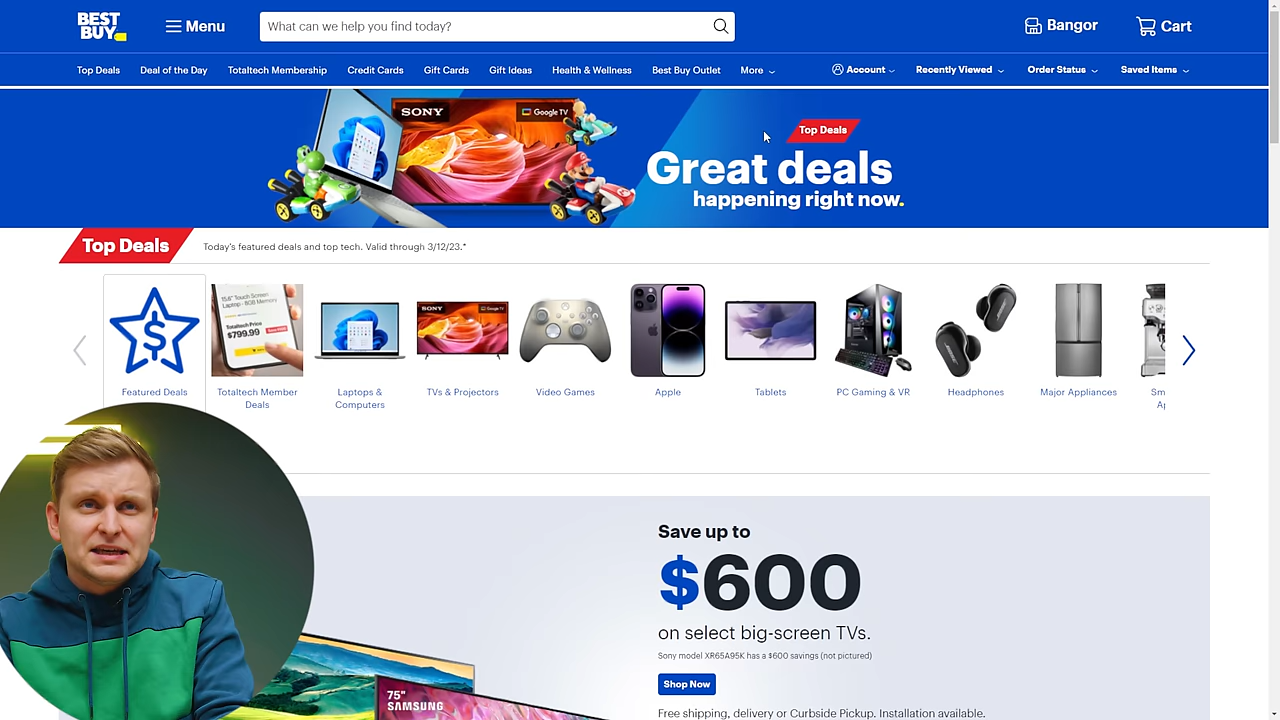 BEST
BUY
Menu
What can we help you find today?
Bangor
Cart
Top Deals
Deal of the Day
Totaltech Membership
Credit Cards
Gift Cards
Gift Ideas
Health & Wellness
Best Buy Outlet
More
Account
Recently Viewed
Order Status
Saved Items
SONY
Google TV
Top Deals
Great deals
happening right now.
Top Deals
Today's featured deals and top tech. Valid through 3/12/23.*
$
15.6" Touch Screen
Laptop - 8GB Memory
Totaltech Price
$799.99
SONY
Google TV
BOSE
Featured Deals
Totaltech Member
Deals
Laptops &
Computers
TVs & Projectors
Video Games
Apple
Tablets
PC Gaming & VR
Headphones
Major Appliances
Sm
Ap
Save up to
$600
on select big-screen TVs.
Sony model XR65A95K has a $600 savings (not pictured)
Shop Now
75"
SAMSUNG
Free shipping, delivery or Curbside Pickup. Installation available.